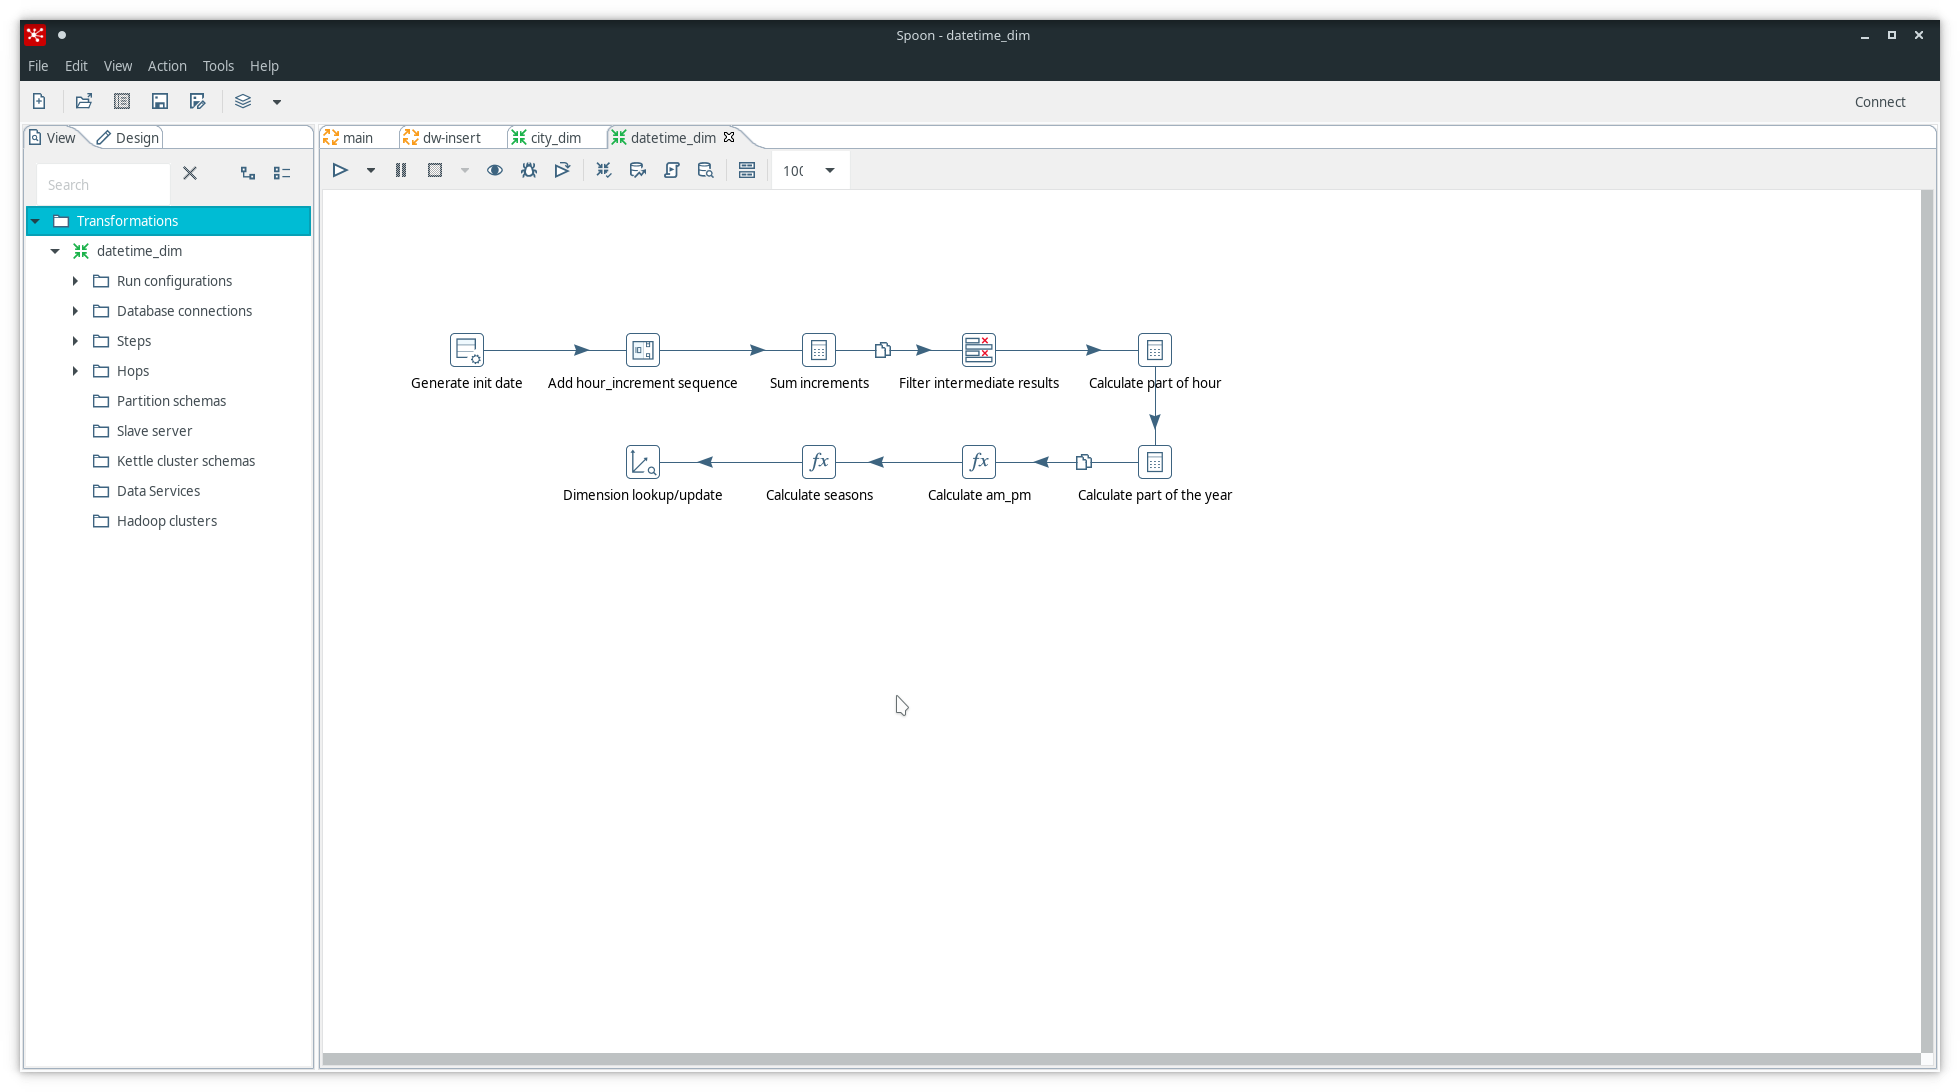 Spoon - datetime_dim
File Edit View Action Tools Help
Connect
View Design
main dw-insert city_dim datetime_dim
Search
100
Transformations
datetime_dim
Run configurations
Database connections
Steps
Hops
Partition schemas
Slave server
Kettle cluster schemas
Data Services
Hadoop clusters
Generate init date Add hour_increment sequence Sum increments Filter intermediate results Calculate part of hour
Dimension lookup/update Calculate seasons Calculate am_pm Calculate part of the year
fx fx